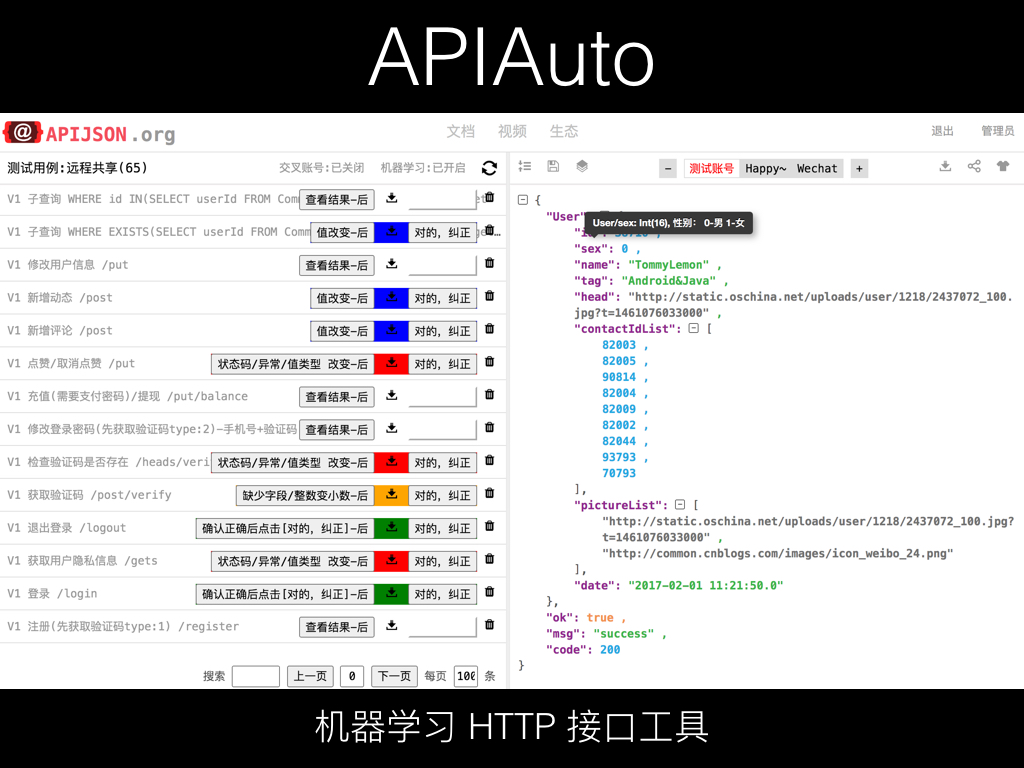 APIAuto
@ APIJSON.org
文档 视频 生态
退出 管理员
测试用例:远程共享(65) 交叉账号:已关闭 机器学习:已开启
- 测试账号 Happy~ Wechat +
V1 子查询 WHERE id IN(SELECT userId FROM Com 查看结果-后
V1 子查询 WHERE EXISTS(SELECT userId FROM Comm 值改变-后 对的, 纠正
V1 修改用户信息 /put 查看结果-后
V1 新增动态 /post 值改变-后 对的, 纠正
V1 新增评论 /post 值改变-后 对的, 纠正
V1 点赞/取消点赞 /put 状态码/异常/值类型 改变-后 对的, 纠正
V1 充值(需要支付密码)/提现 /put/balance 查看结果-后
V1 修改登录密码(先获取验证码type:2)-手机号+验证码 查看结果-后
V1 检查验证码是否存在 /heads/veri 状态码/异常/值类型 改变-后 对的, 纠正
V1 获取验证码 /post/verify 缺少字段/整数变小数-后 对的, 纠正
V1 退出登录 /logout 确认正确后点击[对的, 纠正]-后 对的, 纠正
V1 获取用户隐私信息 /gets 状态码/异常/值类型 改变-后 对的, 纠正
V1 登录 /login 确认正确后点击[对的, 纠正]-后 对的, 纠正
V1 注册(先获取验证码type:1) /register 查看结果-后
搜索 上一页 0 下一页 每页 100 条
{
"User"
User/sex: Int(16), 性别: 0-男 1-女
"sex": 0 ,
"name": "TommyLemon" ,
"tag": "Android&Java" ,
"head": "http://static.oschina.net/uploads/user/1218/2437072_100.
jpg?t=1461076033000" ,
"contactIdList": [
82003 ,
82005 ,
90814 ,
82004 ,
82009 ,
82002 ,
82044 ,
93793 ,
70793
],
"pictureList": [
"http://static.oschina.net/uploads/user/1218/2437072_100.jpg?
t=1461076033000" ,
"http://common.cnblogs.com/images/icon_weibo_24.png"
],
"date": "2017-02-01 11:21:50.0"
},
"ok": true ,
"msg": "success" ,
"code": 200
}
机器学习 HTTP 接口工具